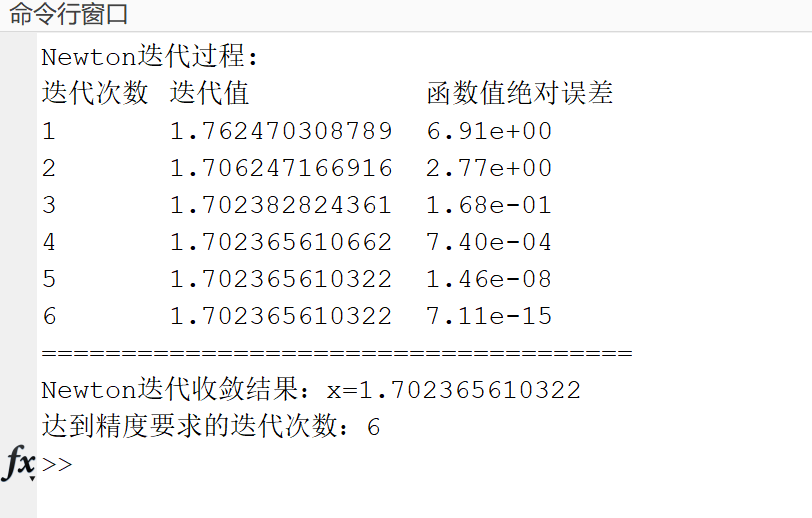 命令行窗口
Newton迭代过程:
迭代次数 迭代值 函数值绝对误差
1 1.762470308789 6.91e+00
2 1.706247166916 2.77e+00
3 1.702382824361 1.68e-01
4 1.702365610662 7.40e-04
5 1.702365610322 1.46e-08
6 1.702365610322 7.11e-15
=====================================
Newton迭代收敛结果：x=1.702365610322
达到精度要求的迭代次数：6
fx >>